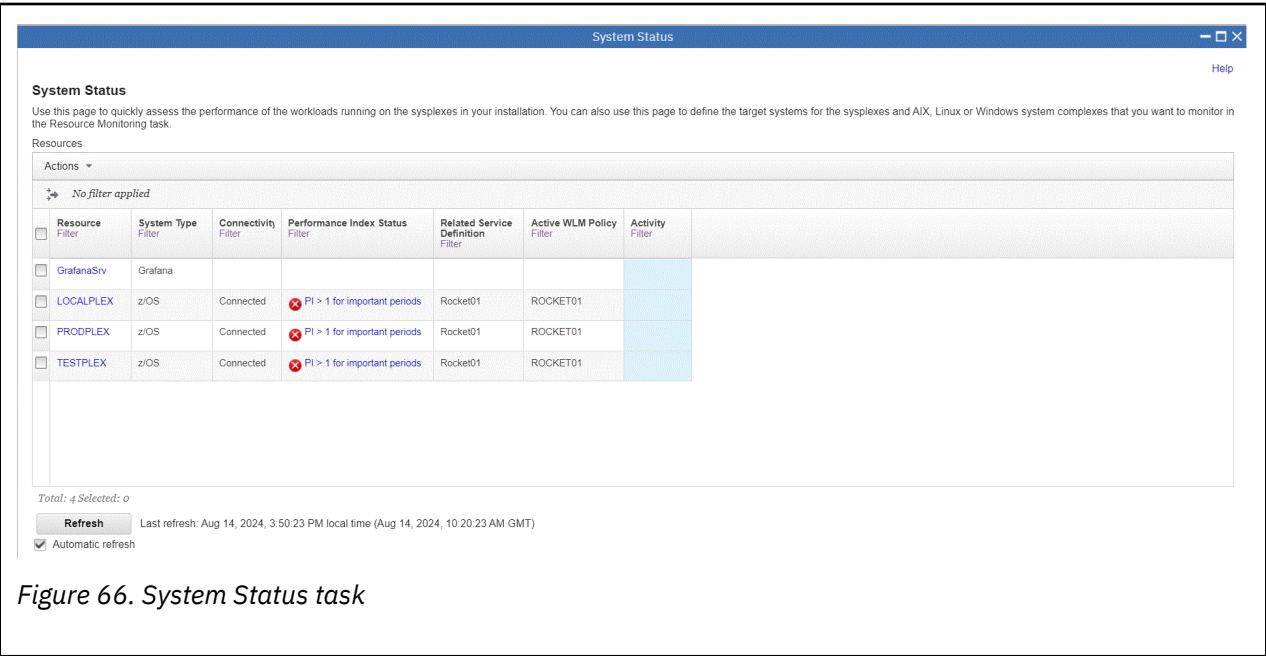 System Status
Help
System Status
Use this page to quickly assess the performance of the workloads running on the sysplexes in your installation. You can also use this page to define the target systems for the sysplexes and AIX, Linux or Windows system complexes that you want to monitor in
the Resource Monitoring task.
Resources
Actions
No filter applied
Resource System Type Connectivity Performance Index Status Related Service Definition Active WLM Policy Activity
Filter Filter Filter Filter Filter Filter Filter
GrafanaSrv Grafana
LOCALPLEX z/OS Connected PI > 1 for important periods Rocket01 ROCKET01
PRODPLEX z/OS Connected PI > 1 for important periods Rocket01 ROCKET01
TESTPLEX z/OS Connected PI > 1 for important periods Rocket01 ROCKET01
Total: 4 Selected: 0
Refresh Last refresh: Aug 14, 2024, 3:50:23 PM local time (Aug 14, 2024, 10:20:23 AM GMT)
Automatic refresh
Figure 66. System Status task